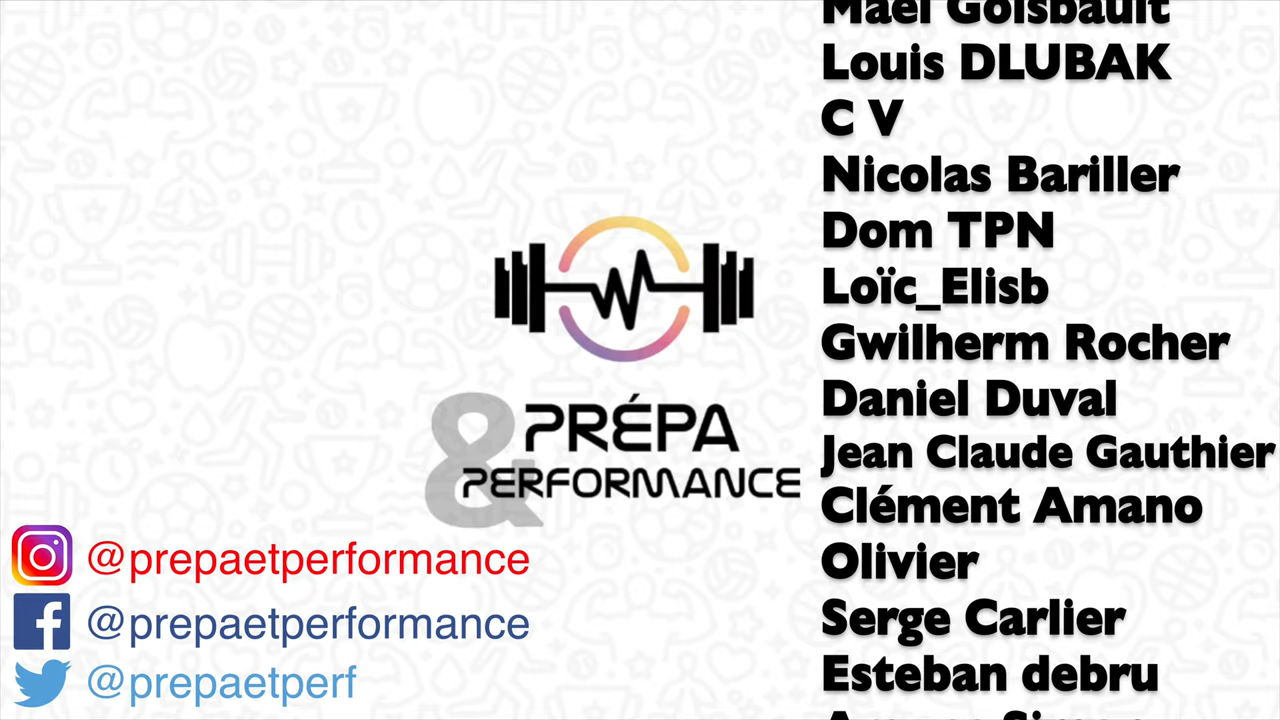 Louis DLUBAK
C V
Nicolas Bariller
Dom TPN
Loïc_Elisb
Gwilherm Rocher
Daniel Duval
Jean Claude Gauthier
Clément Amano
Olivier
Serge Carlier
Esteban debru
& PRÉPA
PERFORMANCE
@prepaetperformance
@prepaetperformance
@prepaetperf